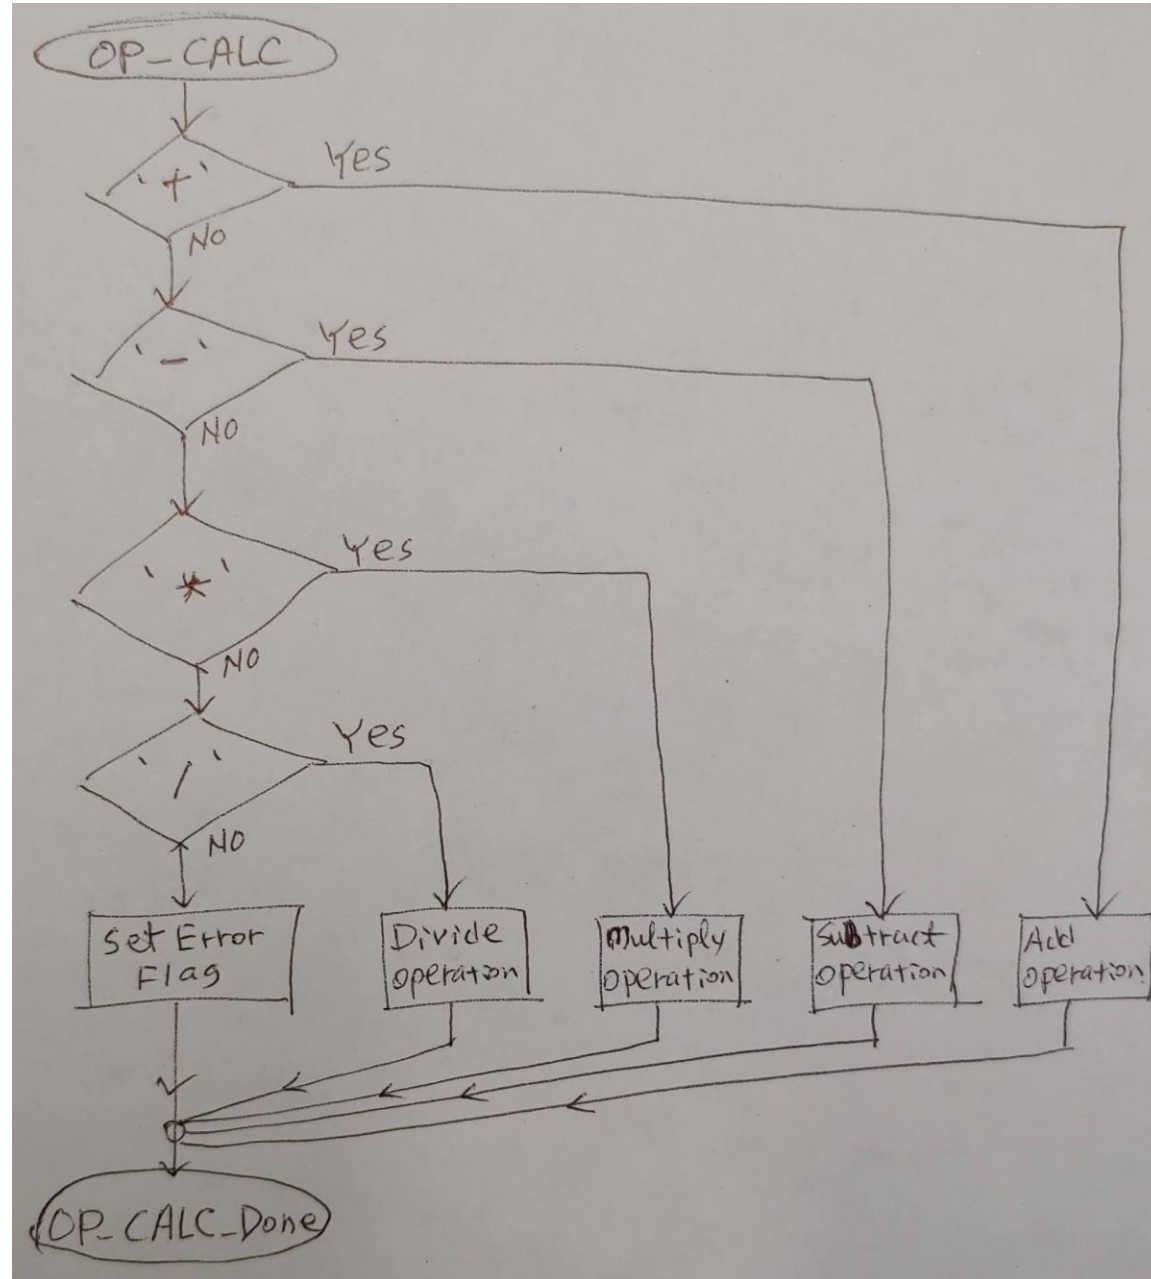 OP_CALC
'+'
Yes
NO
'-'
Yes
NO
'*'
Yes
NO
'/'
Yes
NO
Set Error
Flag
Divide
operation
Multiply
operation
Subtract
operation
Add
operation
OP_CALC_Done